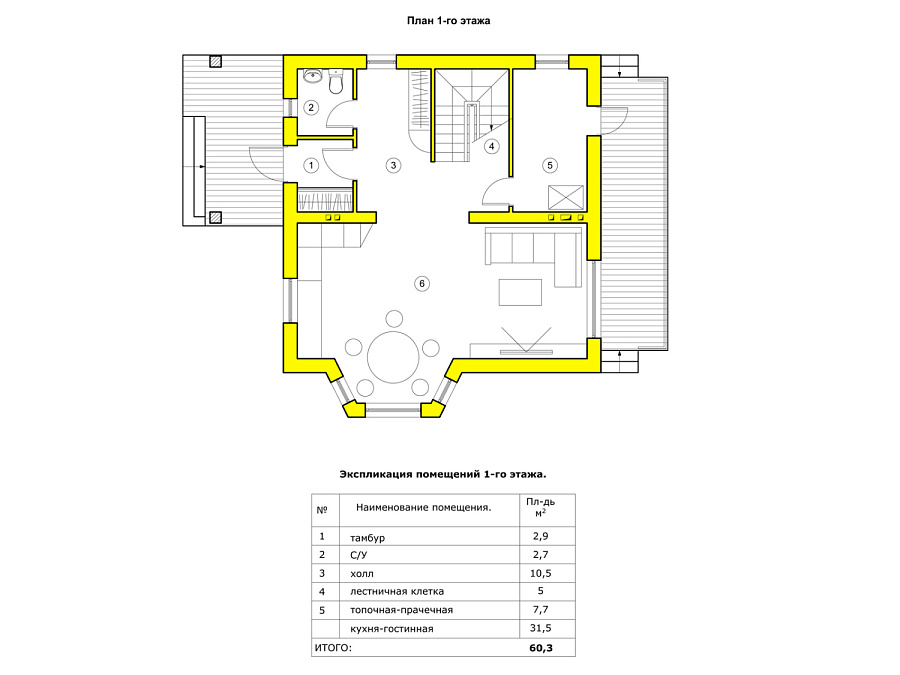 План 1-го этажа
2
1
3
4
5
6
Экспликация помещений 1-го этажа.
№ Наименование помещения. Пл-дь м²
1 тамбур 2,9
2 С/У 2,7
3 холл 10,5
4 лестничная клетка 5
5 топочная-прачечная 7,7
кухня-гостинная 31,5
ИТОГО: 60,3